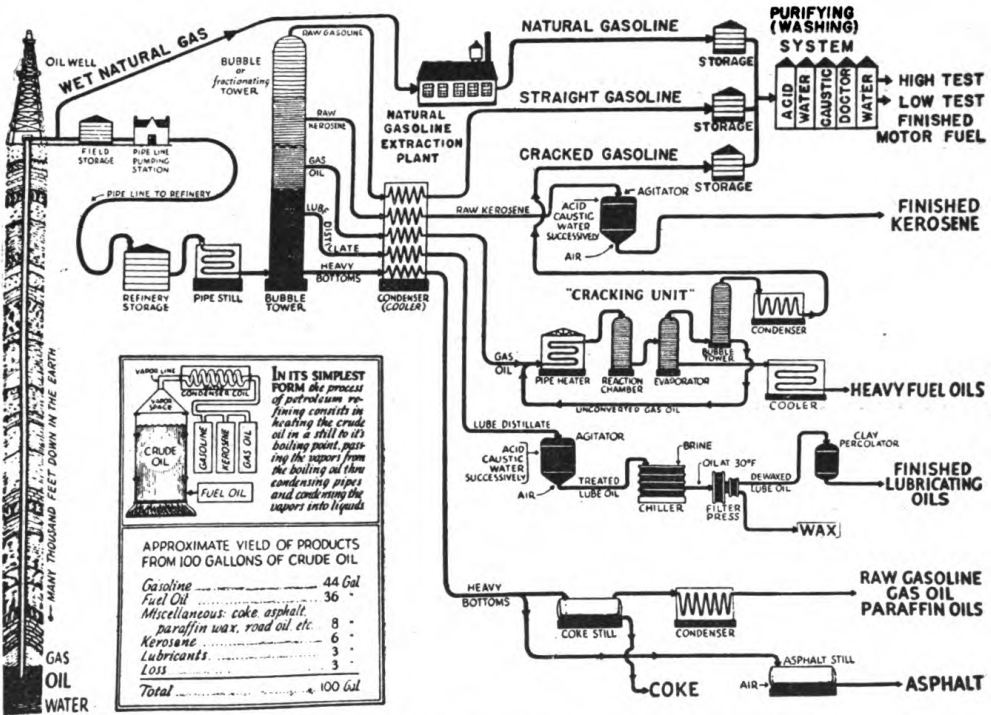 OIL WELL
WET NATURAL GAS
FIELD
STORAGE
PIPE LINE
PUMPING
STATION
PIPE LINE TO REFINERY
REFINERY
STORAGE
PIPE STILL
BUBBLE
or
fractionating
TOWER
RAW GASOLINE
RAW
KEROSENE
GAS
OIL
LUBE DISTILLATE
HEAVY
BOTTOMS
BUBBLE
TOWER
CONDENSER
(COOLER)
NATURAL
GASOLINE
EXTRACTION
PLANT
NATURAL GASOLINE
STORAGE
STRAIGHT GASOLINE
STORAGE
CRACKED GASOLINE
STORAGE
PURIFYING
(WASHING)
SYSTEM
ACID
WATER
CAUSTIC
DOCTOR
WATER
HIGH TEST
LOW TEST
FINISHED
MOTOR FUEL
RAW KEROSENE
AGITATOR
ACID
CAUSTIC
WATER
SUCCESSIVELY
AIR
FINISHED
KEROSENE
"CRACKING UNIT"
GAS
OIL
PIPE HEATER
REACTION
CHAMBER
EVAPORATOR
BUBBLE
TOWER
CONDENSER
UNCONVERTED GAS OIL
COOLER
HEAVY FUEL OILS
LUBE DISTILLATE
AGITATOR
ACID
CAUSTIC
WATER
SUCCESSIVELY
AIR
TREATED
LUBE OIL
BRINE
CHILLER
OIL AT 30°F
FILTER
PRESS
DEWAXED
LUBE OIL
CLAY
PERCOLATOR
FINISHED
LUBRICATING
OILS
WAX
HEAVY
BOTTOMS
COKE STILL
CONDENSER
RAW GASOLINE
GAS OIL
PARAFFIN OILS
COKE
ASPHALT STILL
AIR
ASPHALT
MANY THOUSAND FEET DOWN IN THE EARTH
GAS
OIL
WATER
VAPOR LINE
CONDENSER COIL
VAPOR
SPACE
CRUDE
OIL
GASOLINE
KEROSENE
GAS OIL
FUEL OIL
IN ITS SIMPLEST
FORM the process
of petroleum re-
fining consists in
heating the crude
oil in a still to it's
boiling point, pass-
ing the vapors from
the boiling oil thru
condensing pipes
and condensing the
vapors into liquids
APPROXIMATE YIELD OF PRODUCTS
FROM 100 GALLONS OF CRUDE OIL
Gasoline 44 Gal
Fuel Oil 36 "
Miscellaneous: coke, asphalt,
paraffin wax, road oil, etc. 8 "
Kerosene 6 "
Lubricants 3 "
Loss 3 "
Total 100 Gal